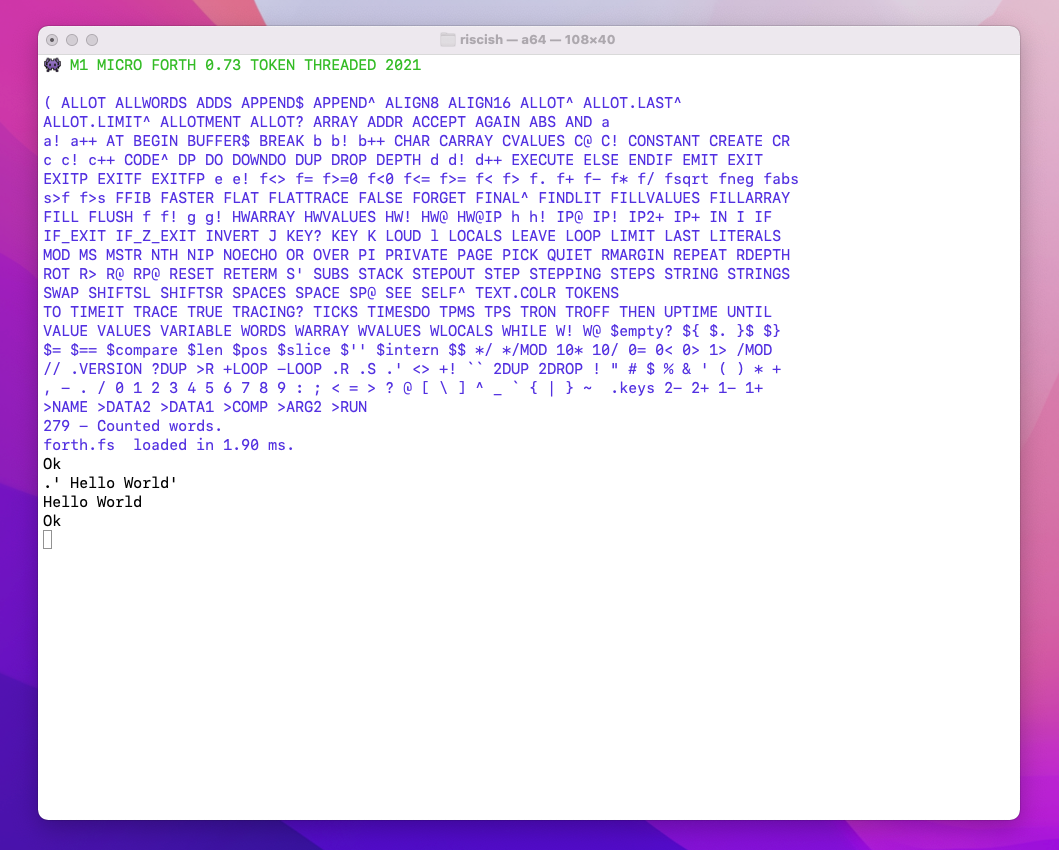 riscish — a64 — 108×40
M1 MICRO FORTH 0.73 TOKEN THREADED 2021
( ALLOT ALLWORDS ADDS APPEND$ APPEND^ ALIGN8 ALIGN16 ALLOT^ ALLOT.LAST^
ALLOT.LIMIT^ ALLOTMENT ALLOT? ARRAY ADDR ACCEPT AGAIN ABS AND a
a! a++ AT BEGIN BUFFER$ BREAK b b! b++ CHAR CARRAY CVALUES C@ C! CONSTANT CREATE CR
c c! c++ CODE^ DP DO DOWNDO DUP DROP DEPTH d d! d++ EXECUTE ELSE ENDIF EMIT EXIT
EXITP EXITF EXITFP e e! f<> f= f>=0 f<0 f<= f>= f< f> f. f+ f− f* f/ fsqrt fneg fabs
s>f f>s FFIB FASTER FLAT FLATTRACE FALSE FORGET FINAL^ FINDLIT FILLVALUES FILLARRAY
FILL FLUSH f f! g g! HWARRAY HWVALUES HW! HW@ HW@IP h h! IP@ IP! IP2+ IP+ IN I IF
IF_EXIT IF_Z_EXIT INVERT J KEY? KEY K LOUD l LOCALS LEAVE LOOP LIMIT LAST LITERALS
MOD MS MSTR NTH NIP NOECHO OR OVER PI PRIVATE PAGE PICK QUIET RMARGIN REPEAT RDEPTH
ROT R> R@ RP@ RESET RETERM S' SUBS STACK STEPOUT STEP STEPPING STEPS STRING STRINGS
SWAP SHIFTSL SHIFTSR SPACES SPACE SP@ SEE SELF^ TEXT.COLR TOKENS
TO TIMEIT TRACE TRUE TRACING? TICKS TIMESDO TPMS TPS TRON TROFF THEN UPTIME UNTIL
VALUE VALUES VARIABLE WORDS WARRAY WVALUES WLOCALS WHILE W! W@ $empty? ${ $. }$ $}
$= $== $compare $len $pos $slice $'' $intern $$ */ */MOD 10* 10/ 0= 0< 0> 1> /MOD
// .VERSION ?DUP >R +LOOP −LOOP .R .S .' <> +! `` 2DUP 2DROP ! " # $ % & ' ( ) * +
, − . / 0 1 2 3 4 5 6 7 8 9 : ; < = > ? @ [ \ ] ^ _ ` { | } ~  .keys 2− 2+ 1− 1+
>NAME >DATA2 >DATA1 >COMP >ARG2 >RUN
279 − Counted words.
forth.fs  loaded in 1.90 ms.
Ok
.' Hello World'
Hello World
Ok